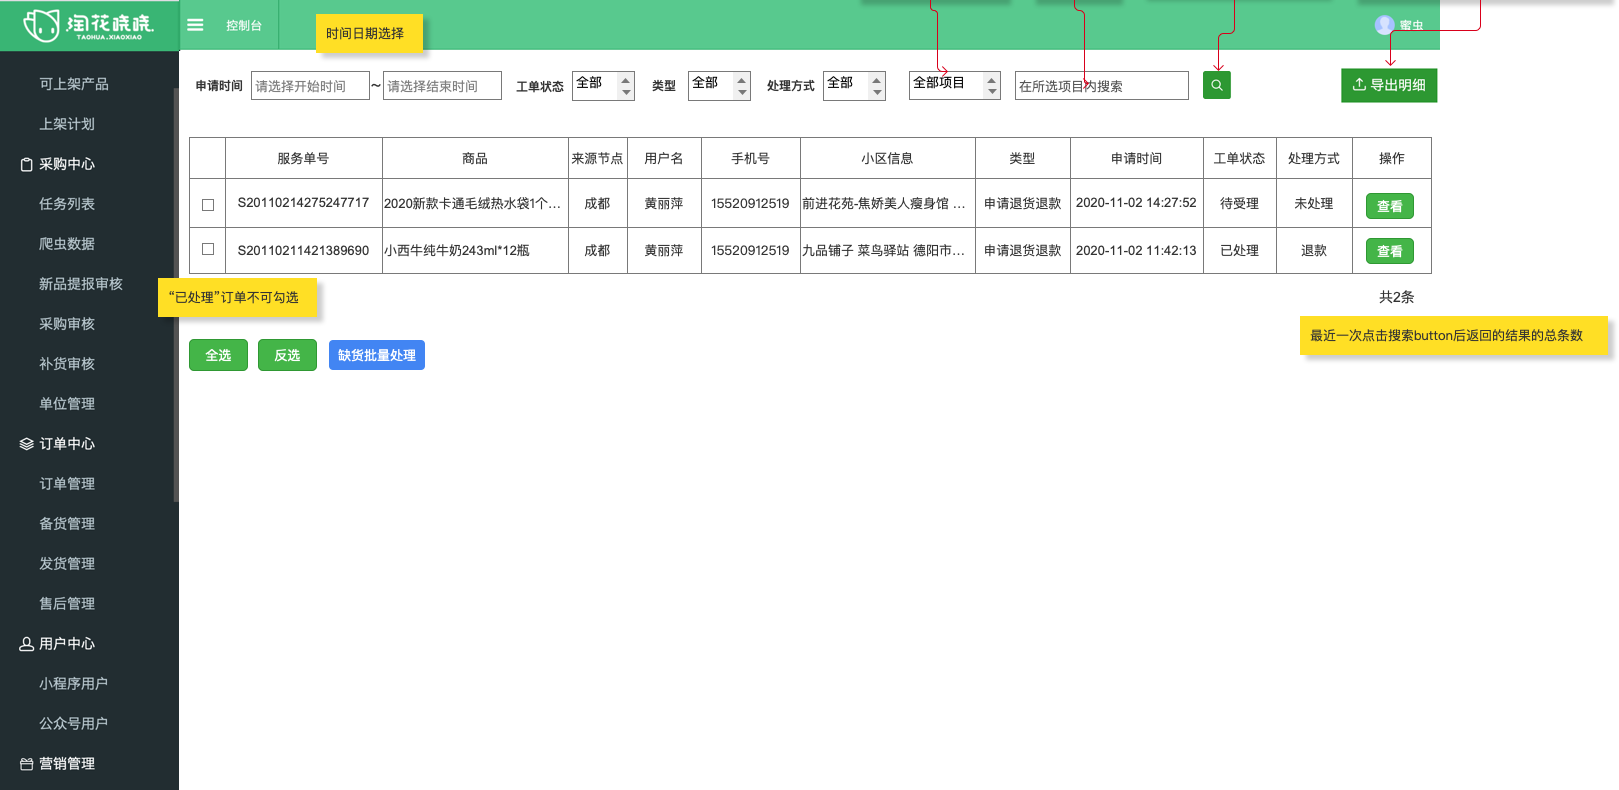 淘花晓晓
TAOHUA.XIAOXIAO
控制台
时间日期选择
蜜虫
可上架产品
上架计划
采购中心
任务列表
爬虫数据
新品提报审核
采购审核
补货审核
单位管理
订单中心
订单管理
备货管理
发货管理
售后管理
用户中心
小程序用户
公众号用户
营销管理
申请时间 请选择开始时间 ~ 请选择结束时间 工单状态 全部 类型 全部 处理方式 全部 全部项目 在所选项目内搜索 导出明细
服务单号 商品 来源节点 用户名 手机号 小区信息 类型 申请时间 工单状态 处理方式 操作
S20110214275247717 2020新款卡通毛绒热水袋1个... 成都 黄丽萍 15520912519 前进花苑-焦娇美人瘦身馆 ... 申请退货退款 2020-11-02 14:27:52 待受理 未处理 查看
S20110211421389690 小西牛纯牛奶243ml*12瓶 成都 黄丽萍 15520912519 九品铺子 菜鸟驿站 德阳市... 申请退货退款 2020-11-02 11:42:13 已处理 退款 查看
“已处理”订单不可勾选
共2条
最近一次点击搜索button后返回的结果的总条数
全选 反选 缺货批量处理